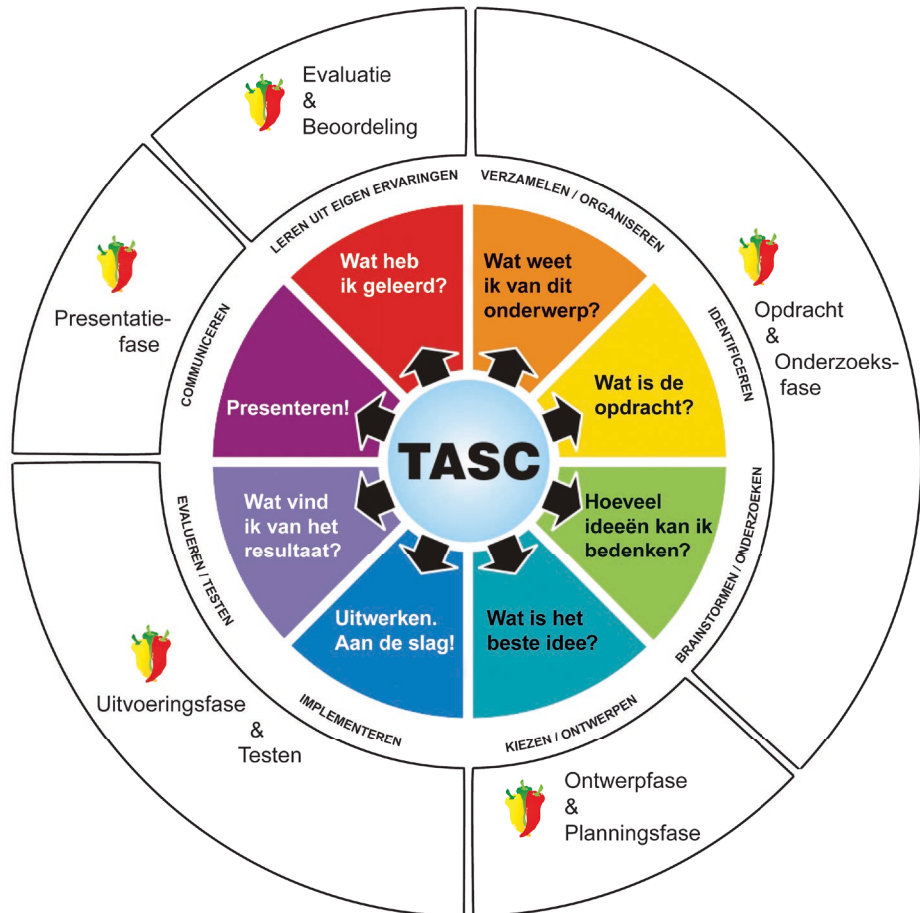 Evaluatie
&
Beoordeling
Presentatie-
fase
Opdracht
&
Onderzoeks-
fase
Uitvoeringsfase
&
Testen
Ontwerpfase
&
Planningsfase
LEREN UIT EIGEN ERVARINGEN
VERZAMELEN / ORGANISEREN
IDENTIFICEREN
BRAINSTORMEN / ONDERZOEKEN
KIEZEN / ONTWERPEN
IMPLEMENTEREN
EVALUEREN / TESTEN
COMMUNICEREN
Wat heb
ik geleerd?
Wat weet
ik van dit
onderwerp?
Wat is de
opdracht?
Hoeveel
ideeën kan ik
bedenken?
Wat is het
beste idee?
Uitwerken.
Aan de slag!
Wat vind
ik van het
resultaat?
Presenteren!
TASC